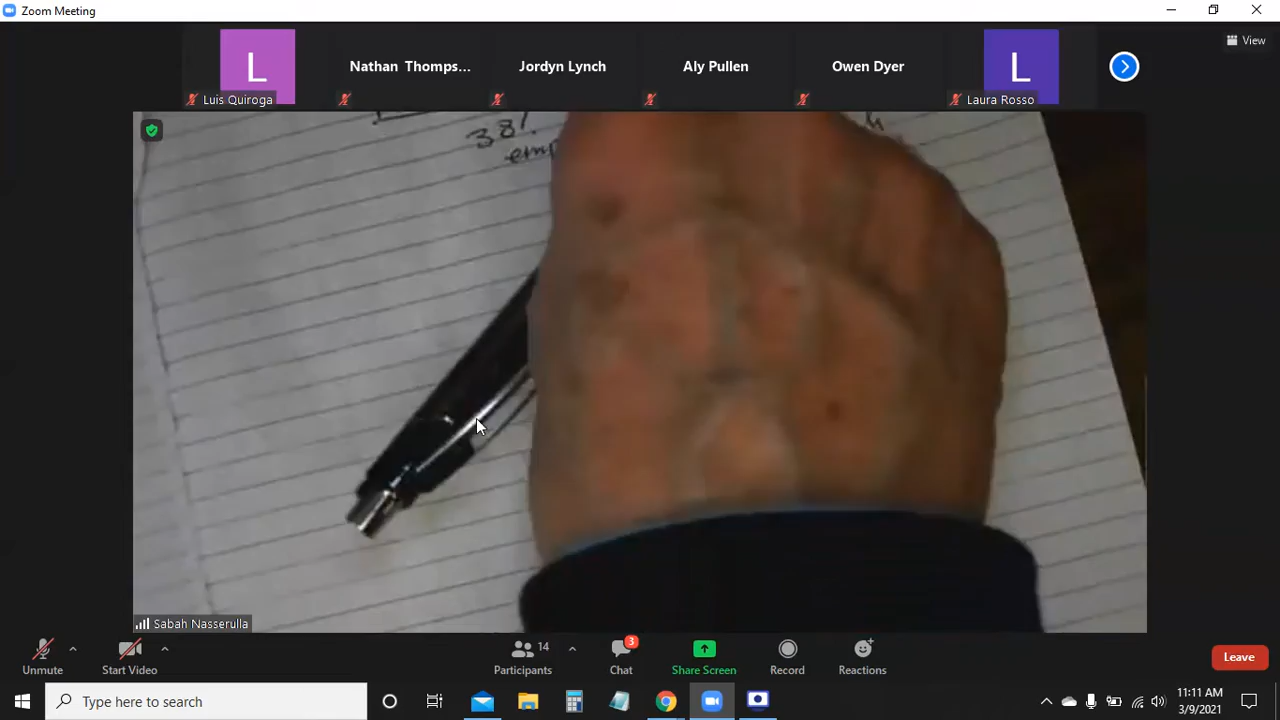 Zoom Meeting
View
L
Luis Quiroga
Nathan Thomps...
Jordyn Lynch
Aly Pullen
Owen Dyer
L
Laura Rosso
38%
emp
Sabah Nasserulla
Unmute
Start Video
14
Participants
3
Chat
Share Screen
Record
Reactions
Leave
Type here to search
11:11 AM
3/9/2021